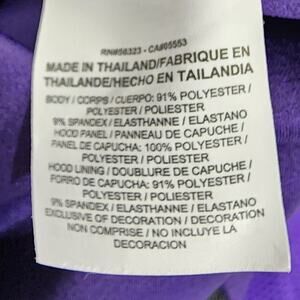 RN#56323 - CA#05553
MADE IN THAILAND/FABRIQUE EN
THAILANDE/HECHO EN TAILANDIA
BODY / CORPS / CUERPO: 91% POLYESTER /
POLYESTER / POLIESTER
9% SPANDEX / ELASTHANNE / ELASTANO
HOOD PANEL / PANNEAU DE CAPUCHE /
PANEL DE CAPUCHA: 100% POLYESTER /
POLYESTER / POLIESTER
HOOD LINING / DOUBLURE DE CAPUCHE /
FORRO DE CAPUCHA: 91% POLYESTER /
POLYESTER / POLIESTER
9% SPANDEX / ELASTHANNE / ELASTANO
EXCLUSIVE OF DECORATION / DECORATION
NON COMPRISE / NO INCLUYE LA
DECORACION